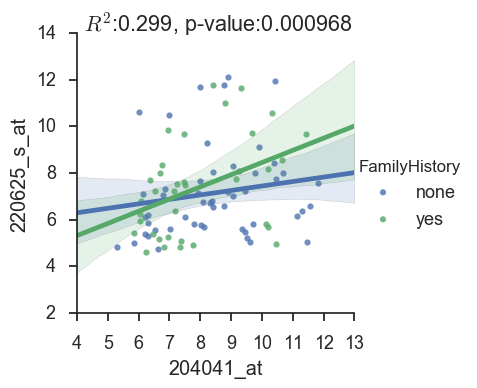 R²:0.299, p-value:0.000968
14
12
10
8
6
4
2
220625_s_at
4 5 6 7 8 9 10 11 12 13
204041_at
FamilyHistory
none
yes